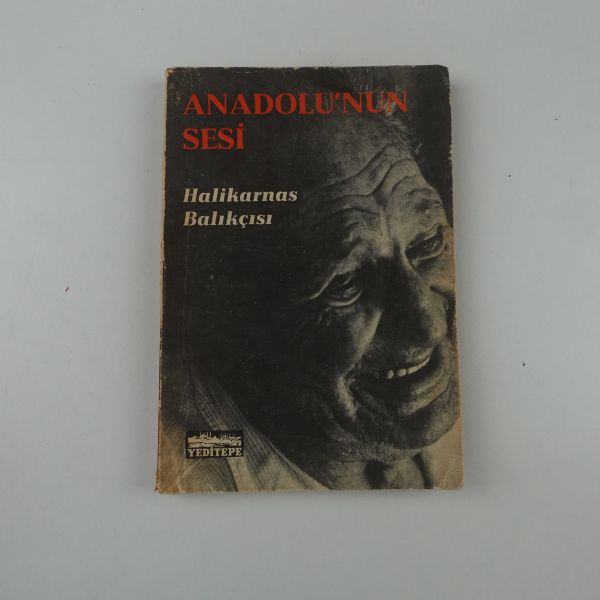 ANADOLU'NUN
SESİ
Halikarnas
Balıkçısı
YEDİTEPE